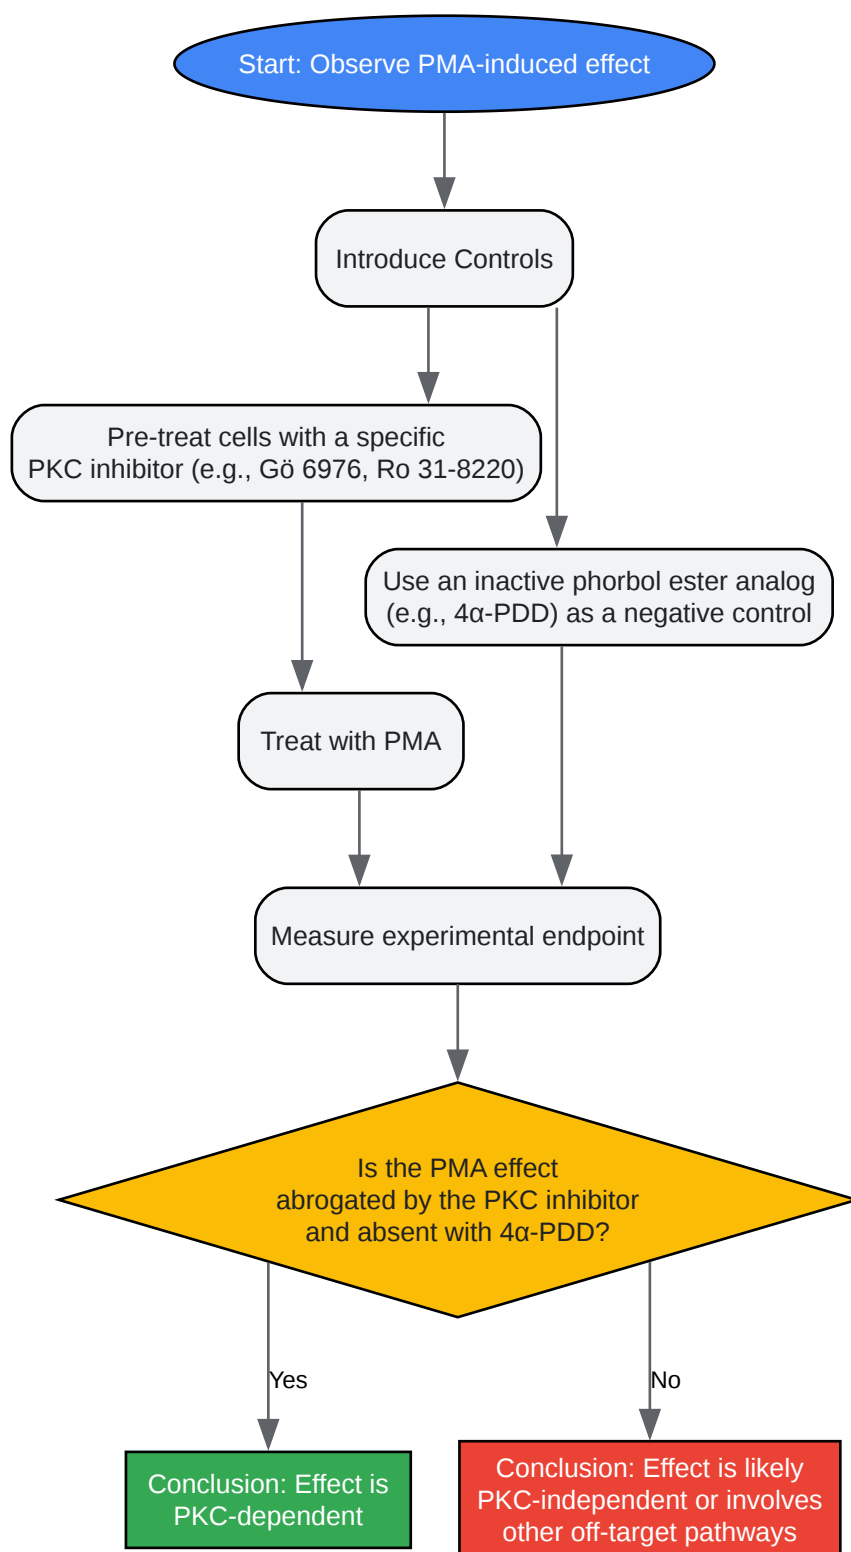 Start: Observe PMA-induced effect
Introduce Controls
Pre-treat cells with a specific
PKC inhibitor (e.g., Gö 6976, Ro 31-8220)
Use an inactive phorbol ester analog
(e.g., 4α-PDD) as a negative control
Treat with PMA
Measure experimental endpoint
Is the PMA effect
abrogated by the PKC inhibitor
and absent with 4α-PDD?
Yes
No
Conclusion: Effect is
PKC-dependent
Conclusion: Effect is likely
PKC-independent or involves
other off-target pathways